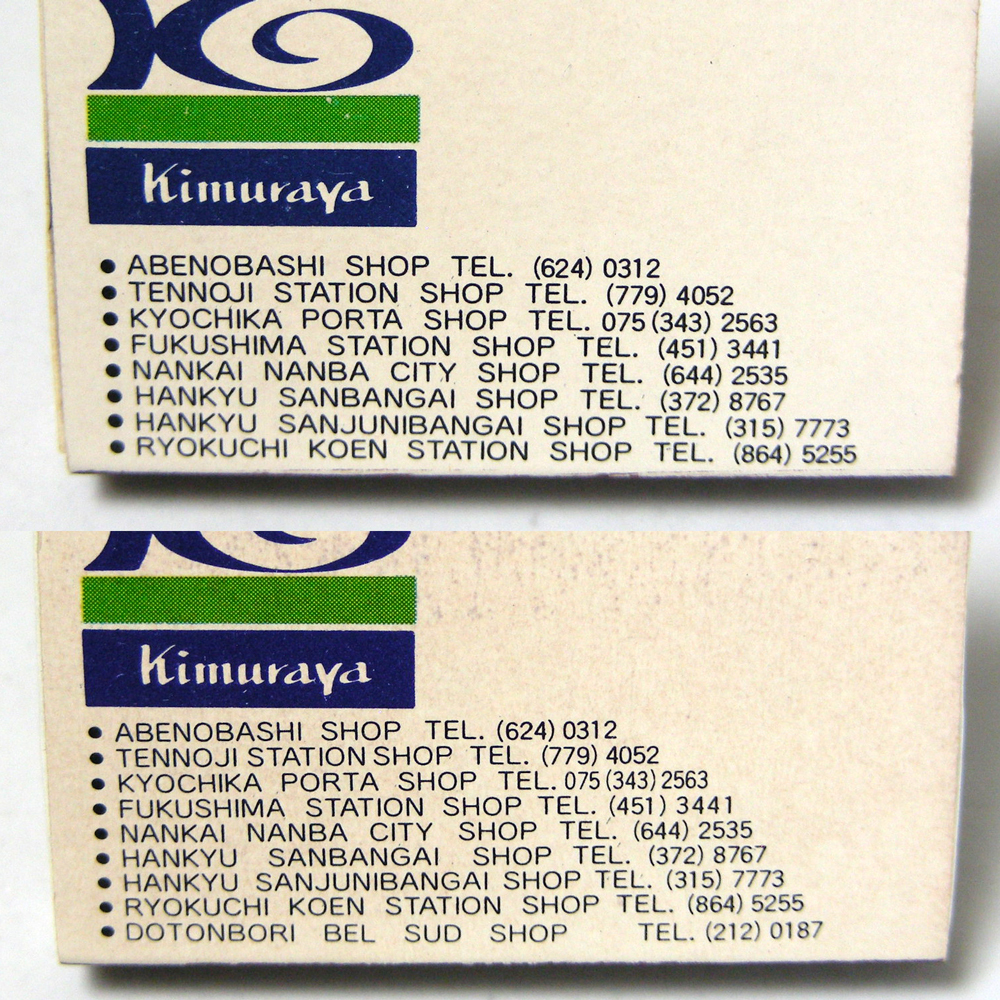 Kimuraya
● ABENOBASHI SHOP TEL. (624) 0312
● TENNOJI STATION SHOP TEL. (779) 4052
● KYOCHIKA PORTA SHOP TEL. 075 (343) 2563
● FUKUSHIMA STATION SHOP TEL. (451) 3441
● NANKAI NANBA CITY SHOP TEL. (644) 2535
● HANKYU SANBANGAI SHOP TEL. (372) 8767
● HANKYU SANJUNIBANGAI SHOP TEL. (315) 7773
● RYOKUCHI KOEN STATION SHOP TEL. (864) 5255
Kimuraya
● ABENOBASHI SHOP TEL. (624) 0312
● TENNOJI STATION SHOP TEL. (779) 4052
● KYOCHIKA PORTA SHOP TEL. 075 (343) 2563
● FUKUSHIMA STATION SHOP TEL. (451) 3441
● NANKAI NANBA CITY SHOP TEL. (644) 2535
● HANKYU SANBANGAI SHOP TEL. (372) 8767
● HANKYU SANJUNIBANGAI SHOP TEL. (315) 7773
● RYOKUCHI KOEN STATION SHOP TEL. (864) 5255
● DOTONBORI BEL SUD SHOP TEL. (212) 0187